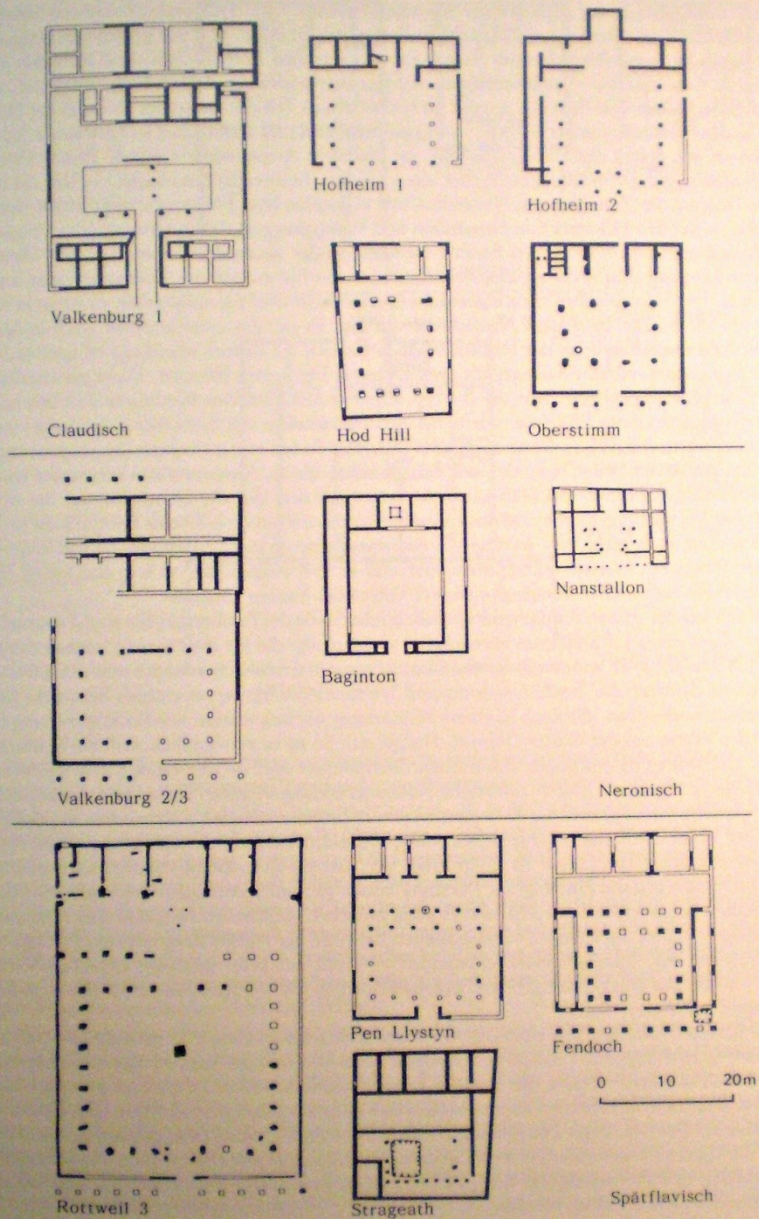 Valkenburg 1
Hofheim 1
Hofheim 2
Claudisch
Hod Hill
Oberstimm
Valkenburg 2/3
Baginton
Nanstallon
Neronisch
Rottweil 3
Pen Llystyn
Fendoch
0 10 20m
Strageath
Spätflavisch